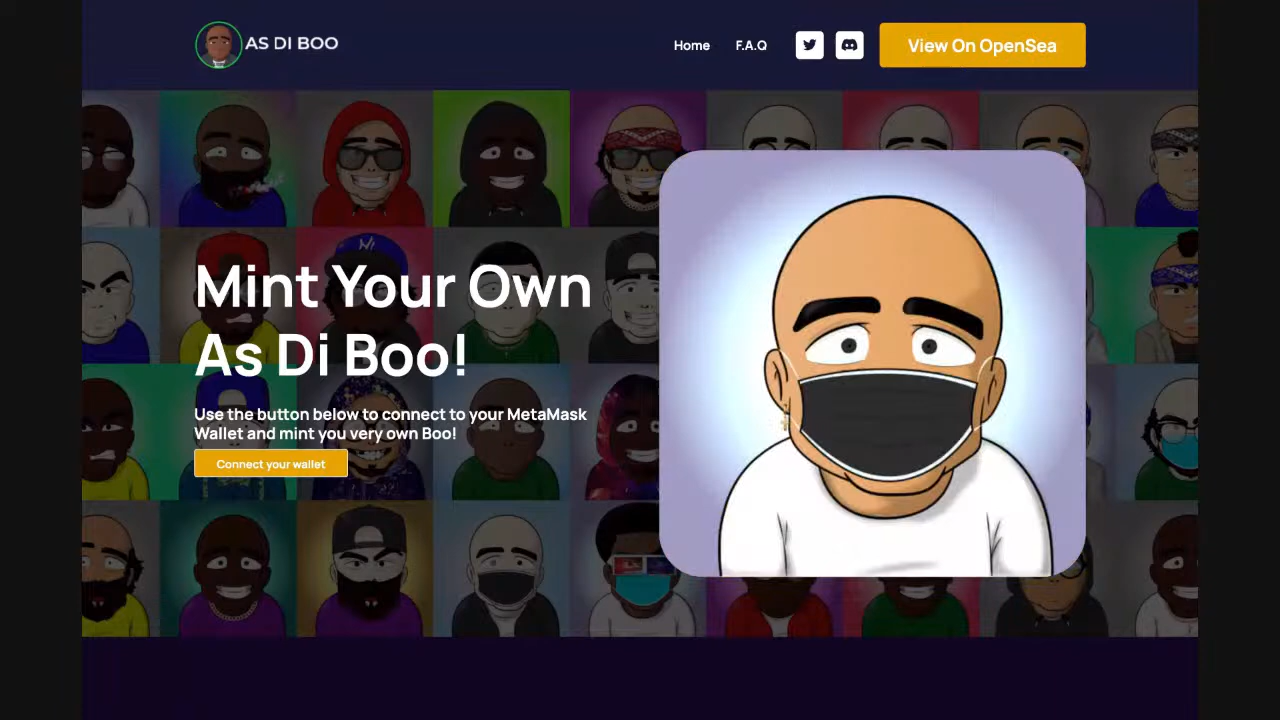 AS DI BOO
Home
F.A.Q
View On OpenSea
Mint Your Own
As Di Boo!
Use the button below to connect to your MetaMask
Wallet and mint you very own Boo!
Connect your wallet